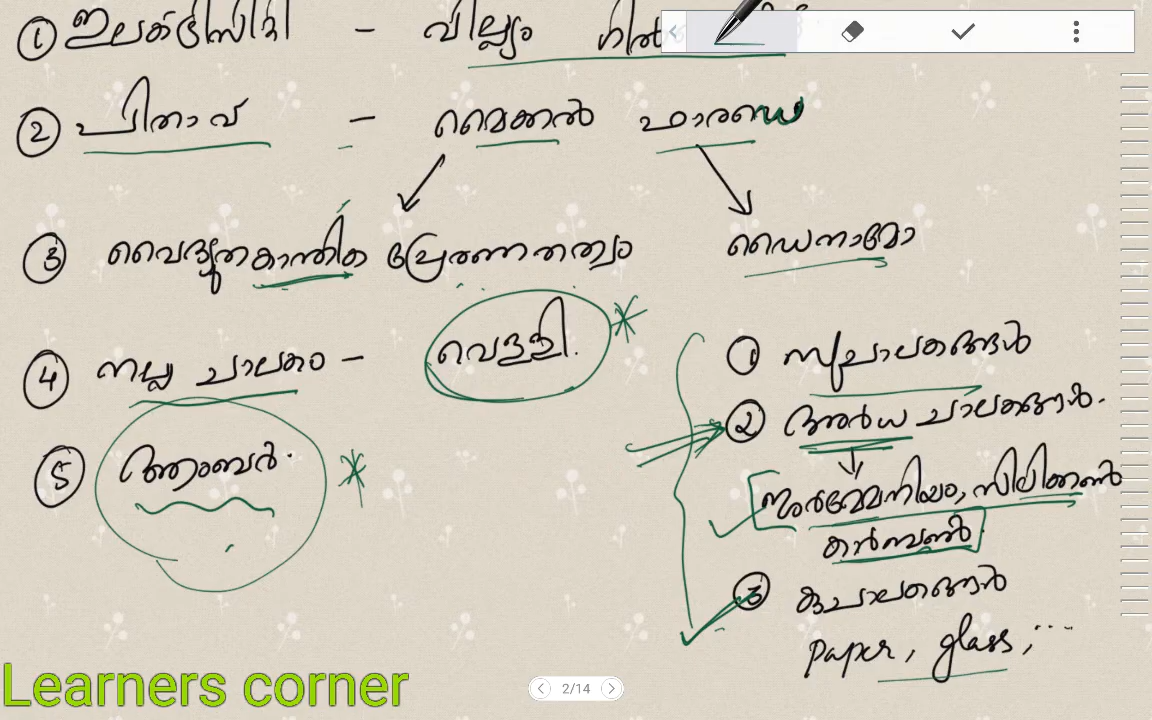 ① ഇലക്ട്രിസിറ്റി - വില്ല്യം ഗിൽ
② പിതാവ് - മൈക്കൽ ഫാരഡെ
③ വൈദ്യുതകാന്തിക പ്രേരണതത്വം ഡൈനാമോ
④ നല്ല ചാലകം - വെള്ളി.
⑤ ആംബർ.
① സുചാലകങ്ങൾ
② അർധ ചാലകങ്ങൾ.
ജർമ്മേനിയം, സിലിക്കൺ
കാർബൺ
③ കുചാലകങ്ങൾ
paper, glass, ....
Learners corner
2/14